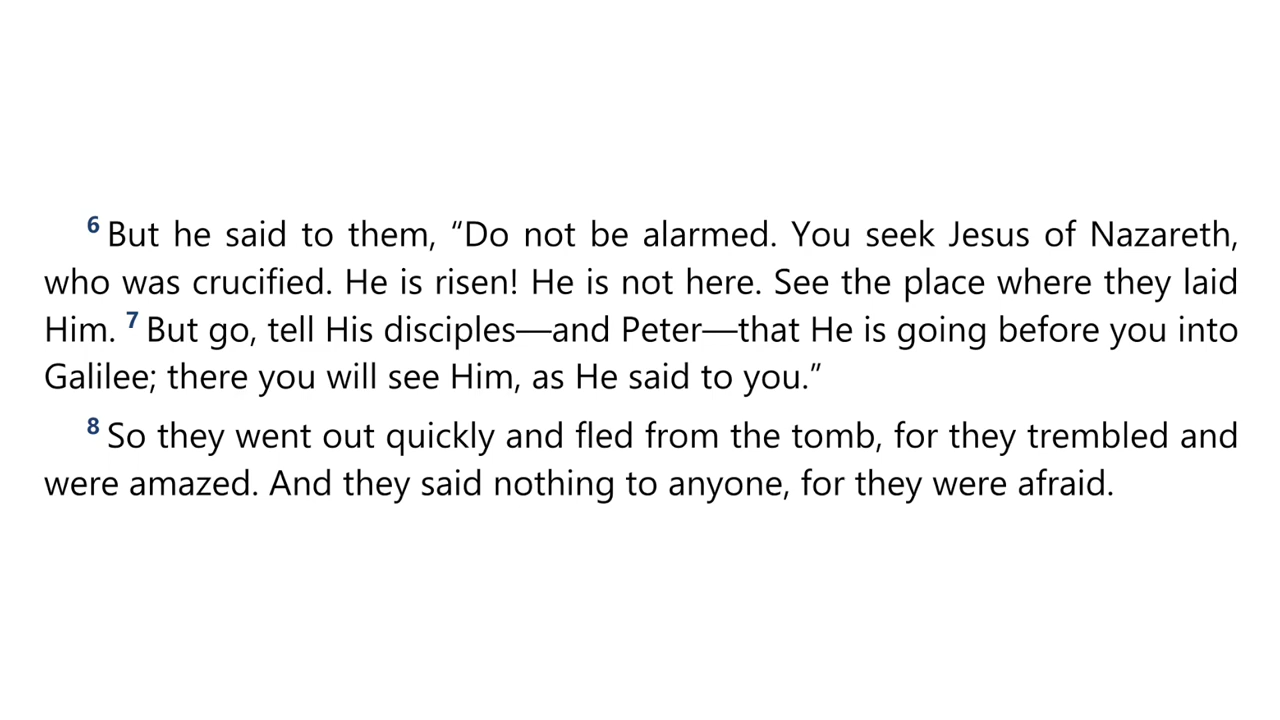 6 But he said to them, “Do not be alarmed. You seek Jesus of Nazareth,
who was crucified. He is risen! He is not here. See the place where they laid
Him. 7 But go, tell His disciples—and Peter—that He is going before you into
Galilee; there you will see Him, as He said to you.”
8 So they went out quickly and fled from the tomb, for they trembled and
were amazed. And they said nothing to anyone, for they were afraid.